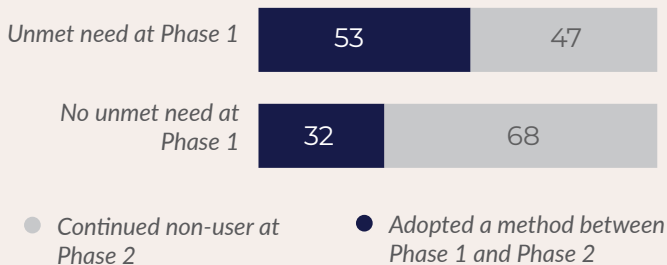 Unmet need at Phase 1
53
47
No unmet need at
Phase 1
32
68
Continued non-user at
Phase 2
Adopted a method between
Phase 1 and Phase 2